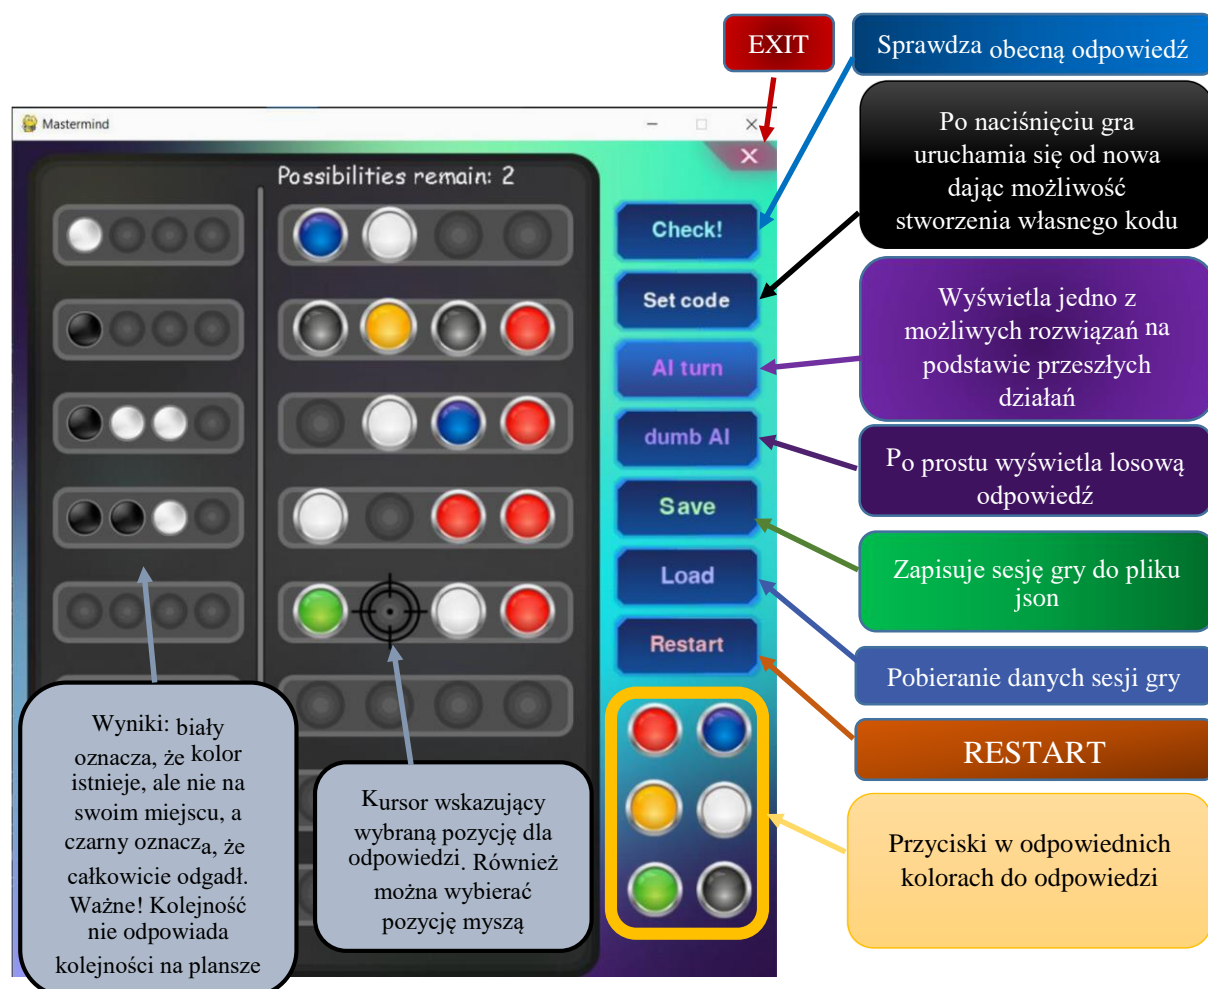 EXIT
Sprawdza obecną odpowiedź
Mastermind
Po naciśnięciu gra
uruchamia się od nowa
dając możliwość
stworzenia własnego kodu
Possibilities remain: 2
Check!
Set code
AI turn
dumb AI
Save
Load
Restart
Wyświetla jedno z
możliwych rozwiązań na
podstawie przeszłych
działań
Po prostu wyświetla losową
odpowiedź
Zapisuje sesję gry do pliku
json
Pobieranie danych sesji gry
RESTART
Przyciski w odpowiednich
kolorach do odpowiedzi
Wyniki: biały
oznacza, że kolor
istnieje, ale nie na
swoim miejscu, a
czarny oznacza, że
całkowicie odgadł.
Ważne! Kolejność
nie odpowiada
kolejności na plansze
Kursor wskazujący
wybraną pozycję dla
odpowiedzi. Również
można wybierać
pozycję myszą